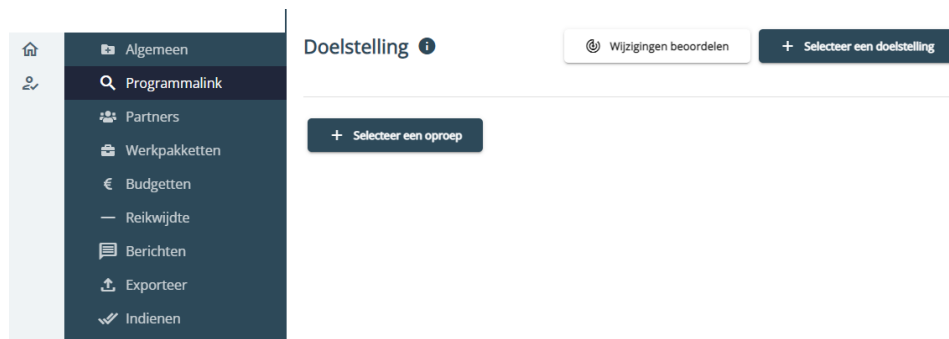 Algemeen
Programmalink
Partners
Werkpakketten
Budgetten
Reikwijdte
Berichten
Exporteer
Indienen
Doelstelling
Wijzigingen beoordelen
+ Selecteer een doelstelling
+ Selecteer een oproep